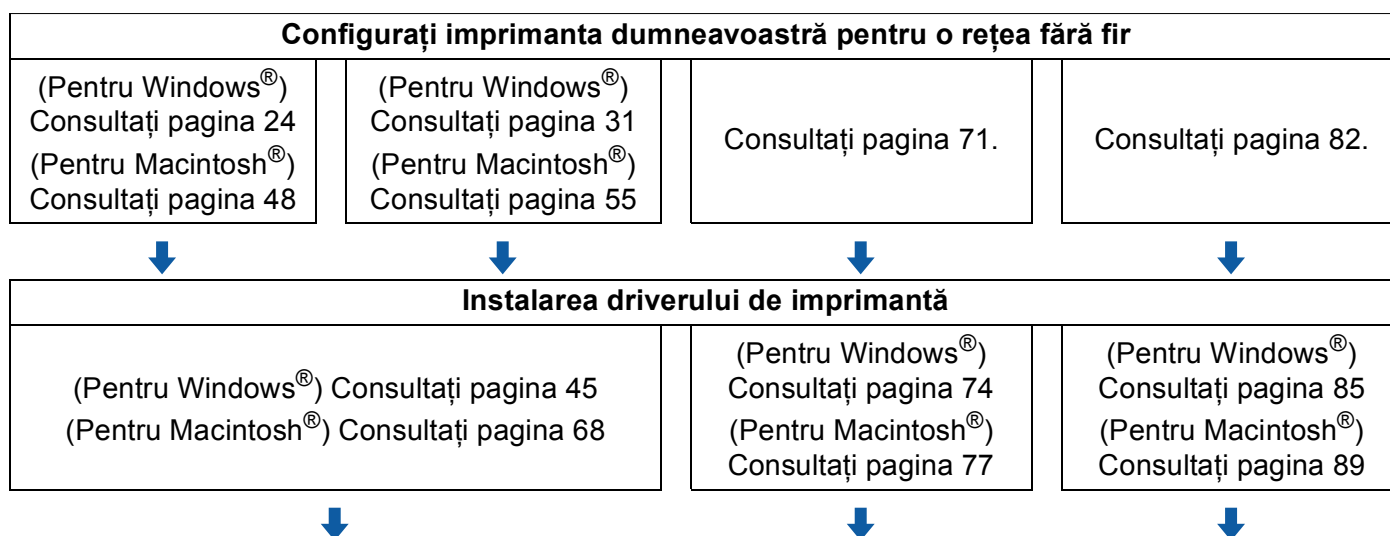 Configurați imprimanta dumneavoastră pentru o rețea fără fir
(Pentru Windows®)
Consultați pagina 24
(Pentru Macintosh®)
Consultați pagina 48
(Pentru Windows®)
Consultați pagina 31
(Pentru Macintosh®)
Consultați pagina 55
Consultați pagina 71.
Consultați pagina 82.
Instalarea driverului de imprimantă
(Pentru Windows®) Consultați pagina 45
(Pentru Macintosh®) Consultați pagina 68
(Pentru Windows®)
Consultați pagina 74
(Pentru Macintosh®)
Consultați pagina 77
(Pentru Windows®)
Consultați pagina 85
(Pentru Macintosh®)
Consultați pagina 89